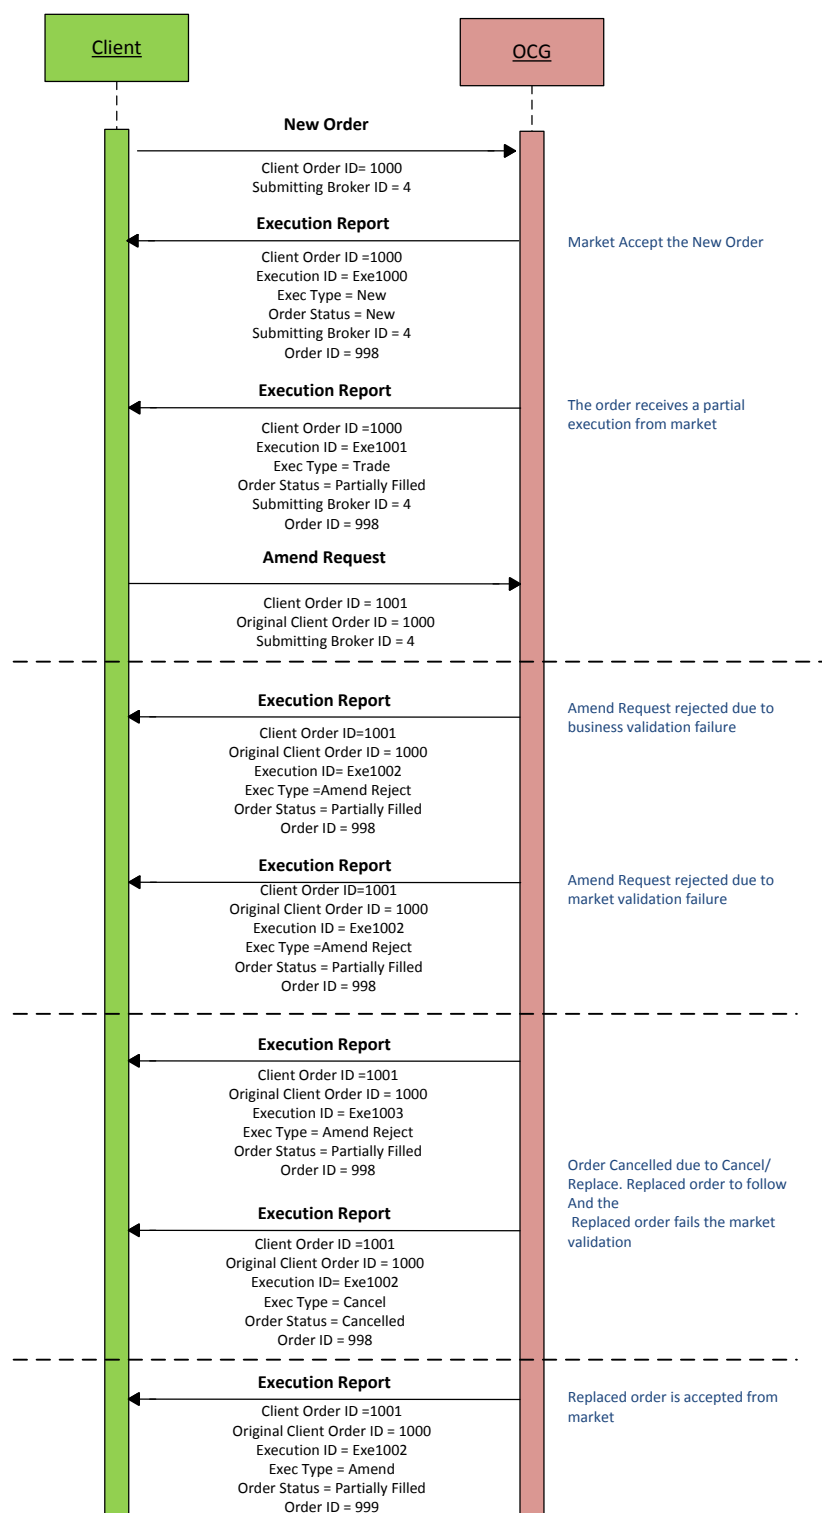 Client
OCG
New Order
Client Order ID= 1000
Submitting Broker ID = 4
Execution Report
Market Accept the New Order
Client Order ID =1000
Execution ID = Exe1000
Exec Type = New
Order Status = New
Submitting Broker ID = 4
Order ID = 998
Execution Report
The order receives a partial
execution from market
Client Order ID =1000
Execution ID = Exe1001
Exec Type = Trade
Order Status = Partially Filled
Submitting Broker ID = 4
Order ID = 998
Amend Request
Client Order ID = 1001
Original Client Order ID = 1000
Submitting Broker ID = 4
Execution Report
Amend Request rejected due to
business validation failure
Client Order ID=1001
Original Client Order ID = 1000
Execution ID= Exe1002
Exec Type =Amend Reject
Order Status = Partially Filled
Order ID = 998
Execution Report
Amend Request rejected due to
market validation failure
Client Order ID=1001
Original Client Order ID = 1000
Execution ID = Exe1002
Exec Type =Amend Reject
Order Status = Partially Filled
Order ID = 998
Execution Report
Client Order ID =1001
Original Client Order ID = 1000
Execution ID = Exe1003
Exec Type = Amend Reject
Order Status = Partially Filled
Order ID = 998
Order Cancelled due to Cancel/
Replace. Replaced order to follow
And the
Replaced order fails the market
validation
Execution Report
Client Order ID =1001
Original Client Order ID = 1000
Execution ID= Exe1002
Exec Type = Cancel
Order Status = Cancelled
Order ID = 998
Execution Report
Replaced order is accepted from
market
Client Order ID =1001
Original Client Order ID = 1000
Execution ID = Exe1002
Exec Type = Amend
Order Status = Partially Filled
Order ID = 999